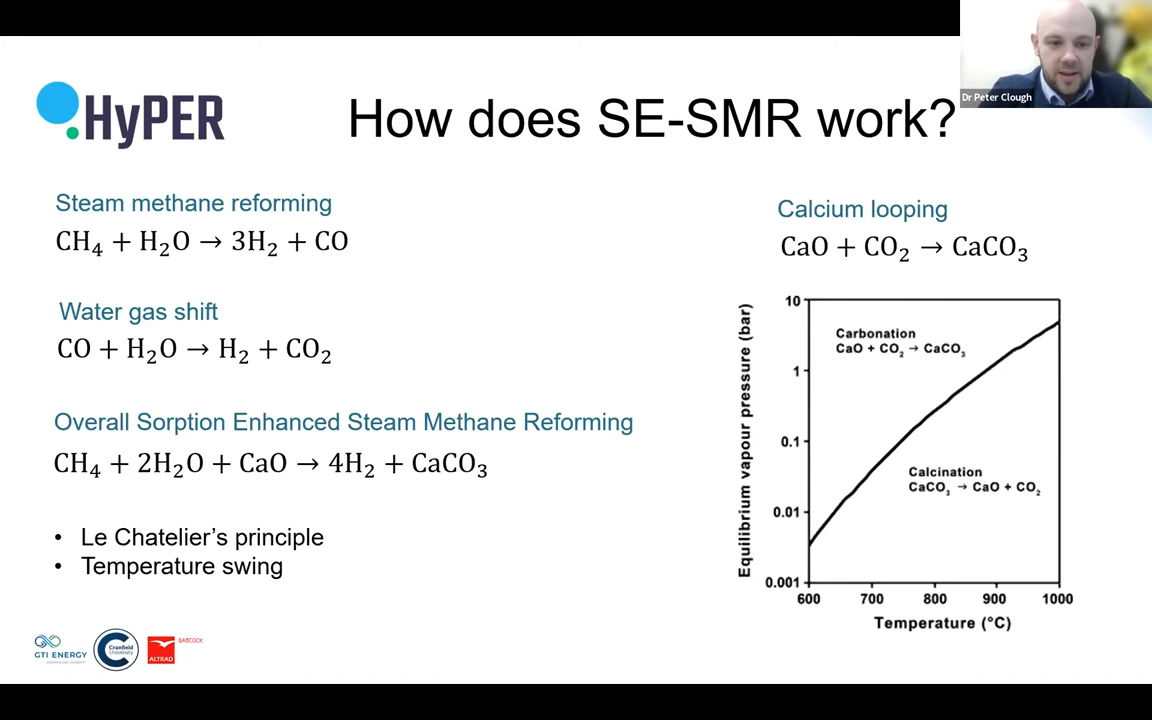 Dr Peter Clough
HyPER
How does SE-SMR work?
Steam methane reforming
CH₄ + H₂O → 3H₂ + CO
Water gas shift
CO + H₂O → H₂ + CO₂
Overall Sorption Enhanced Steam Methane Reforming
CH₄ + 2H₂O + CaO → 4H₂ + CaCO₃
• Le Chatelier’s principle
• Temperature swing
Calcium looping
CaO + CO₂ → CaCO₃
Equilibrium vapour pressure (bar)
10
1
0.1
0.01
0.001
Carbonation
CaO + CO₂ → CaCO₃
Calcination
CaCO₃ → CaO + CO₂
600 700 800 900 1000
Temperature (°C)
GTI ENERGY
Cranfield
University
BABCOCK
ALTRAD